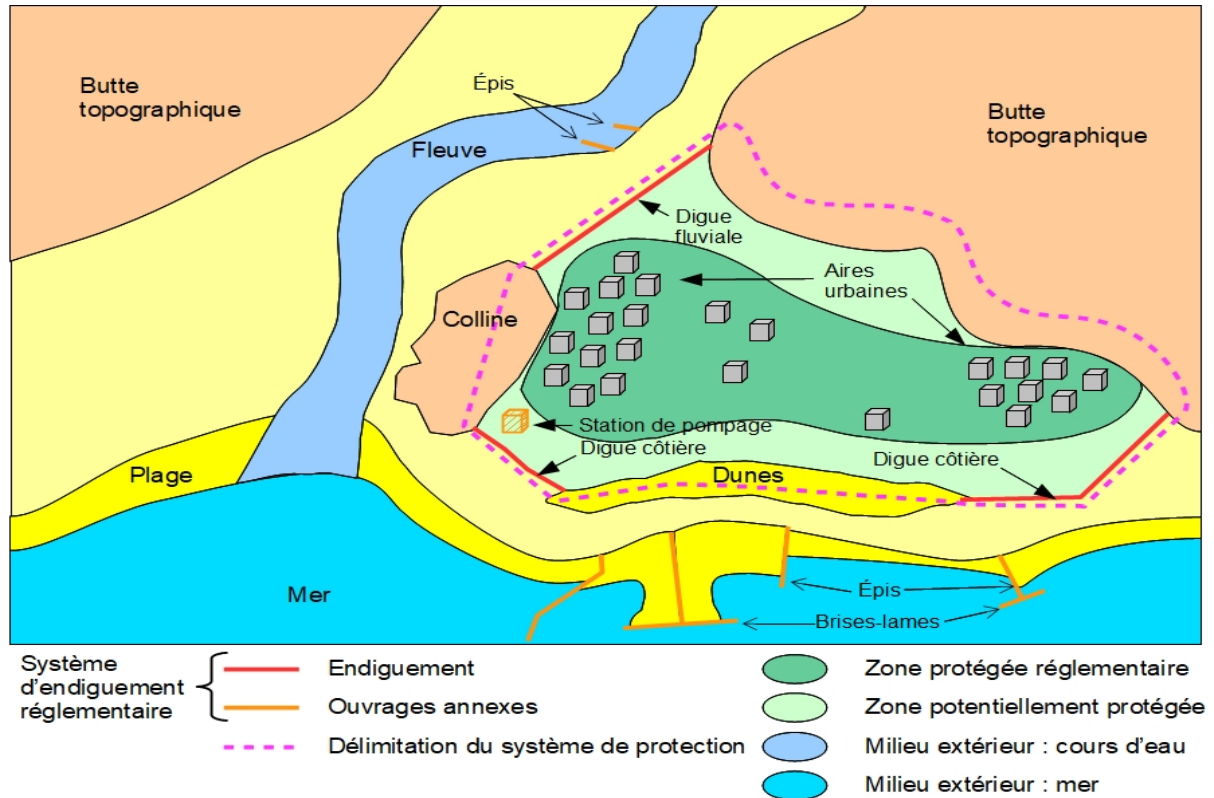 Butte
topographique
Épis
Butte
topographique
Fleuve
Digue
fluviale
Aires
urbaines
Colline
Station de pompage
Digue côtière
Digue côtière
Plage
Dunes
Mer
Épis
Brises-lames
Système
d'endiguement
réglementaire
Endiguement
Ouvrages annexes
Délimitation du système de protection
Zone protégée réglementaire
Zone potentiellement protégée
Milieu extérieur : cours d'eau
Milieu extérieur : mer